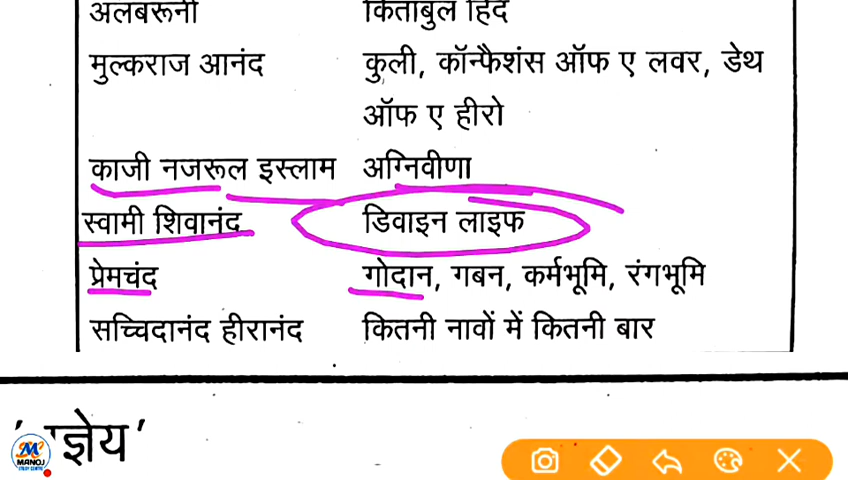 अलबरूनी किताबुल हिंद
मुल्कराज आनंद कुली, कॉन्फैशंस ऑफ ए लवर, डेथ
ऑफ ए हीरो
काजी नजरूल इस्लाम अग्निवीणा
स्वामी शिवानंद डिवाइन लाइफ
प्रेमचंद गोदान, गबन, कर्मभूमि, रंगभूमि
सच्चिदानंद हीरानंद कितनी नावों में कितनी बार
MANOJ